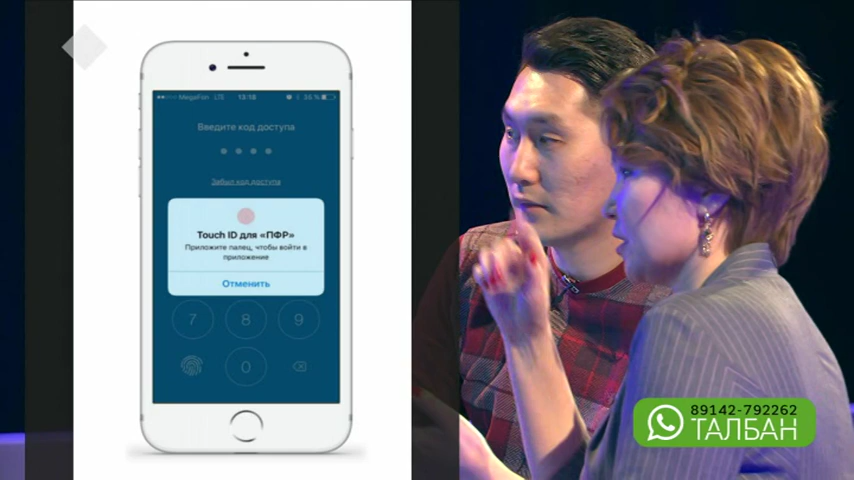 MegaFon LTE 13:18 36 %
Введите код доступа
Забыл код доступа
Touch ID для «ПФР»
Приложите палец, чтобы войти в
приложение
Отменить
7 8 9
0
89142-792262
ТАЛБАН